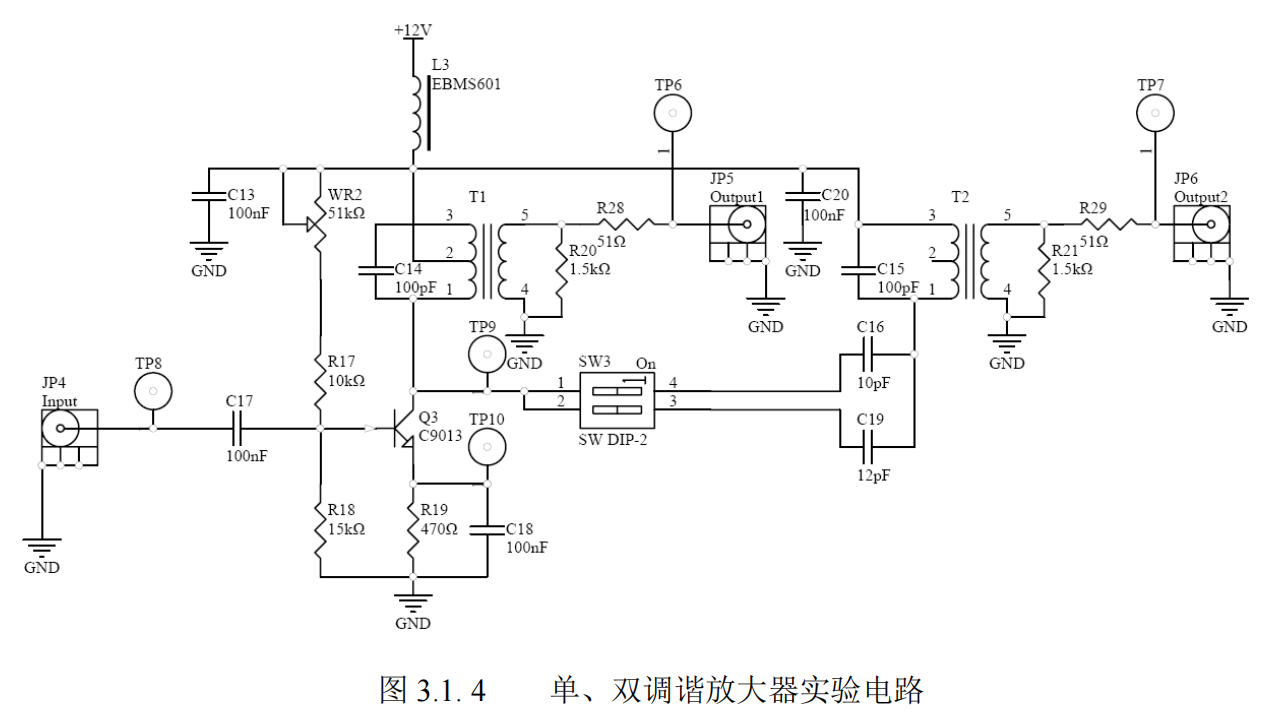 +12V
L3
EBMS601
TP6
TP7
1
1
C13
100nF
WR2
51kΩ
T1
3
2
1
5
4
C14
100pF
R28
51Ω
R20
1.5kΩ
JP5
Output1
C20
100nF
T2
3
2
1
5
4
C15
100pF
R29
51Ω
R21
1.5kΩ
JP6
Output2
GND
GND
GND
GND
GND
GND
TP9
SW3
On
1
2
4
3
SW DIP-2
C16
10pF
C19
12pF
JP4
Input
TP8
C17
100nF
R17
10kΩ
Q3
C9013
TP10
R18
15kΩ
R19
470Ω
C18
100nF
GND
GND
图 3.1. 4 单、双调谐放大器实验电路